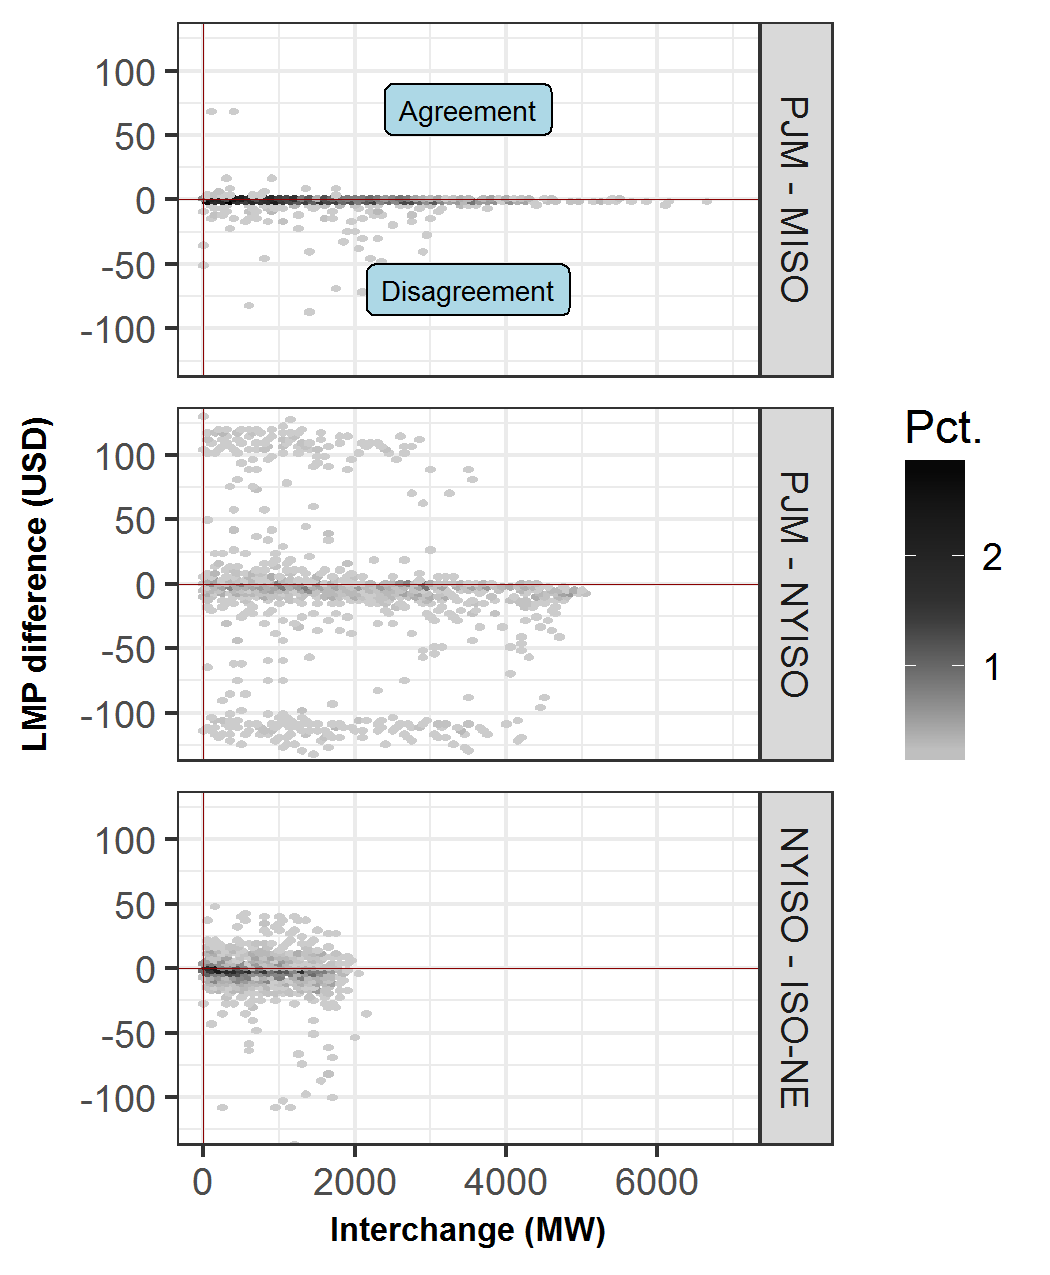 100
50
0
-50
-100
Agreement
Disagreement
PJM - MISO
LMP difference (USD)
100
50
0
-50
-100
PJM - NYISO
Pct.
2
1
100
50
0
-50
-100
NYISO - ISO-NE
0 2000 4000 6000
Interchange (MW)